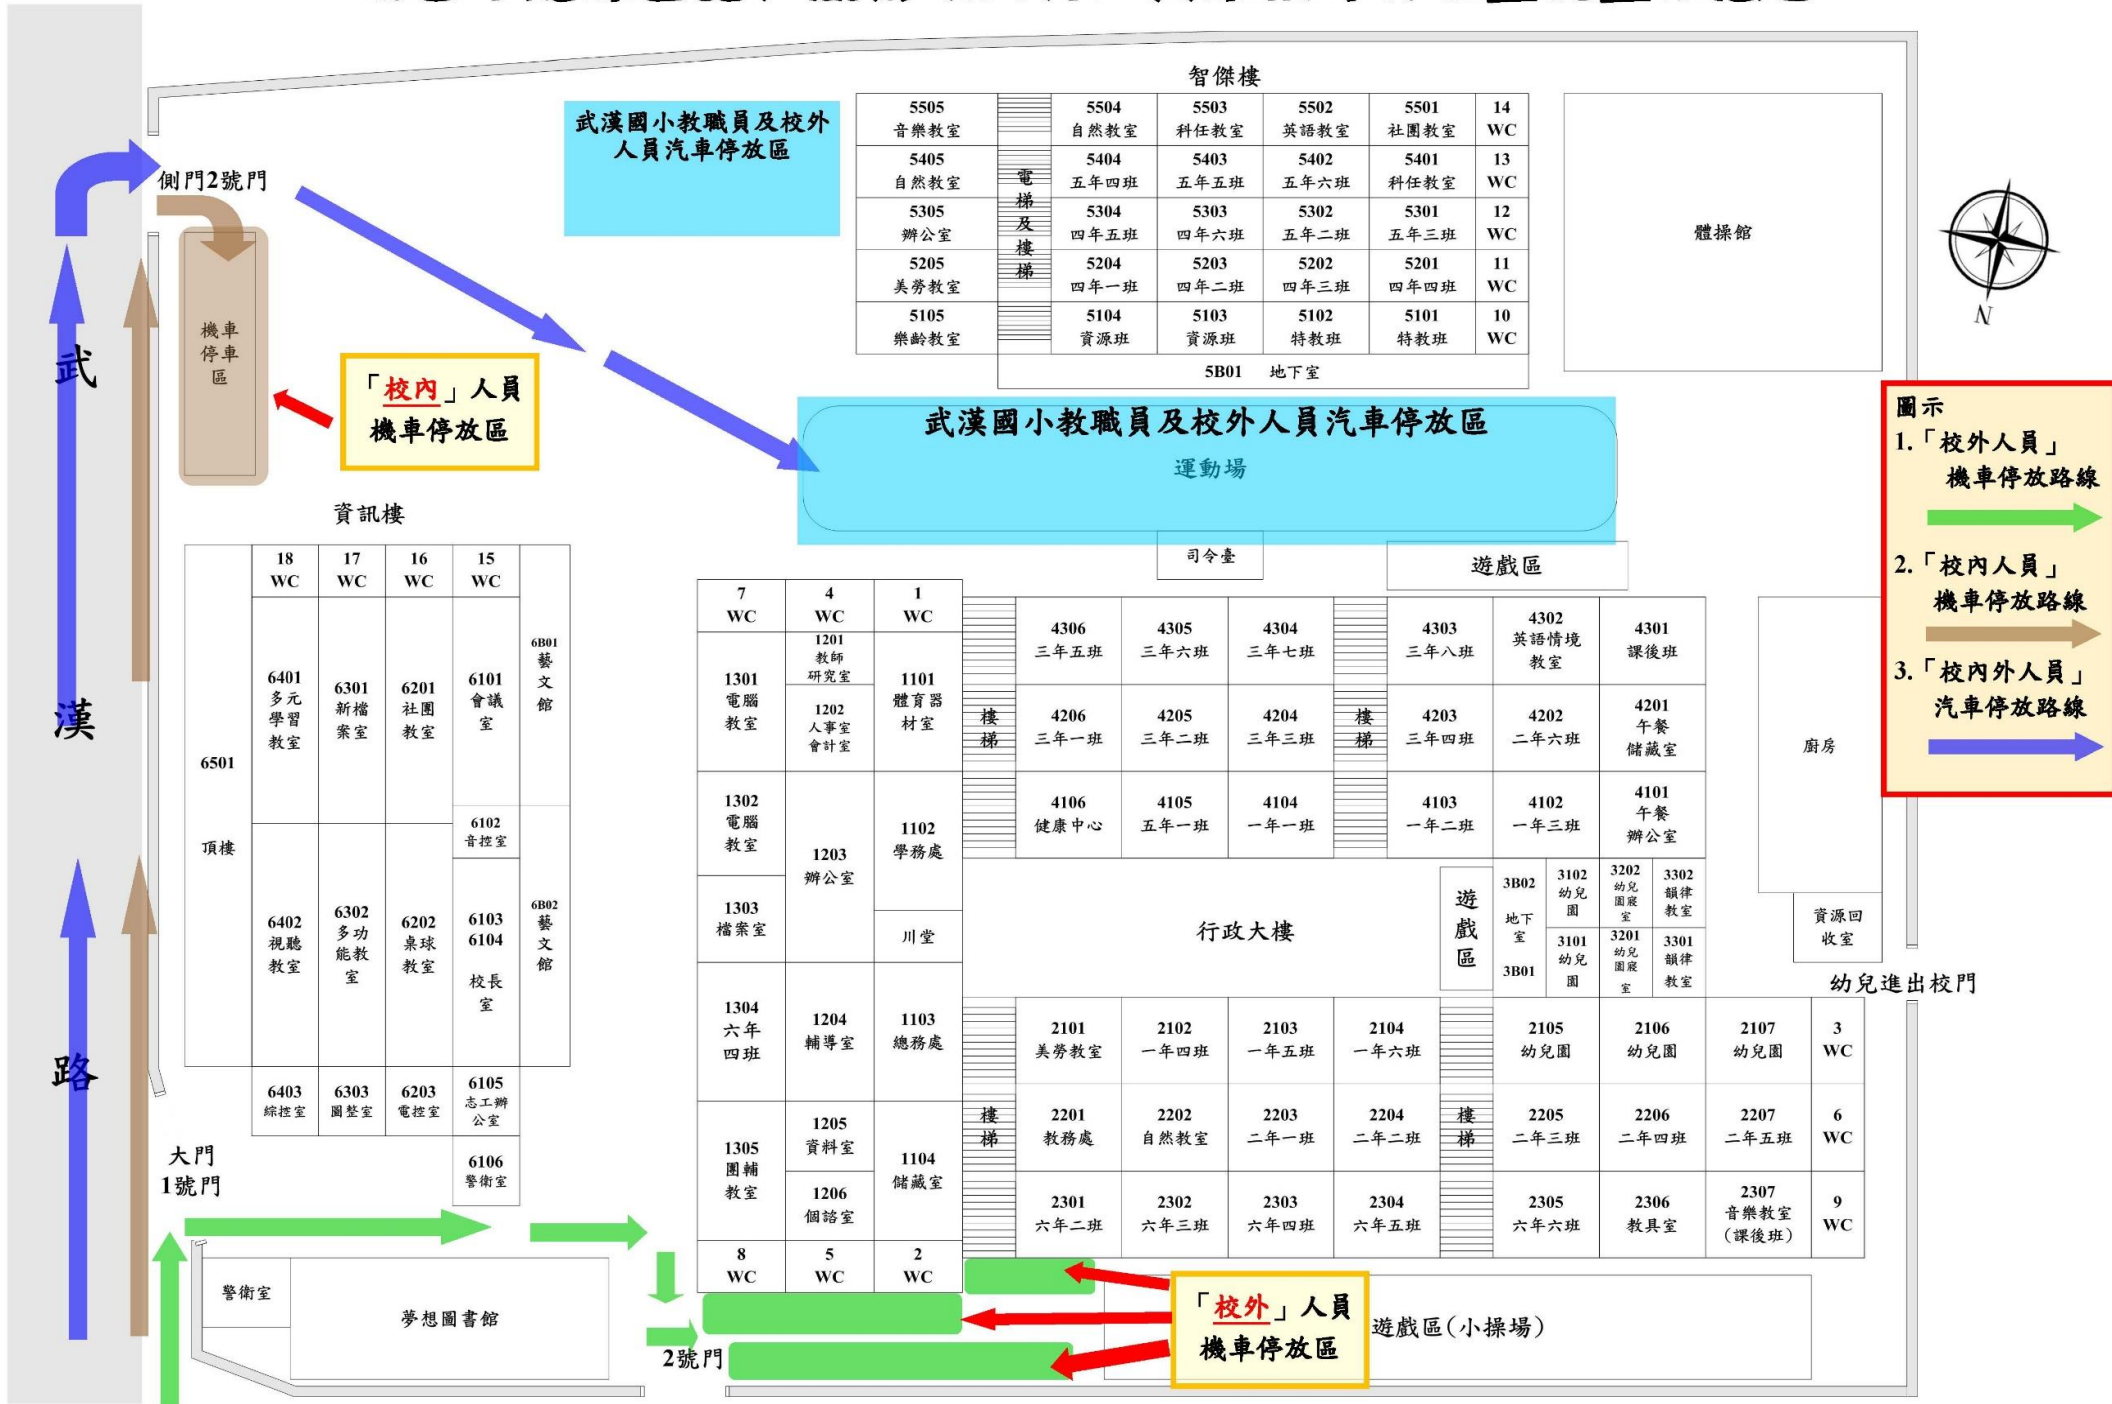 智傑樓
武漢國小教職員及校外
人員汽車停放區
5505
音樂教室
5504
自然教室
5503
科任教室
5502
英語教室
5501
社團教室
14
WC
5405
自然教室
5404
五年四班
5403
五年五班
5402
五年六班
5401
科任教室
13
WC
5305
辦公室
5304
四年五班
5303
四年六班
5302
五年二班
5301
五年三班
12
WC
5205
美勞教室
5204
四年一班
5203
四年二班
5202
四年三班
5201
四年四班
11
WC
5105
樂齡教室
5104
資源班
5103
資源班
5102
特教班
5101
特教班
10
WC
電梯及樓梯
5B01 地下室
體操館
N
側門2號門
機車
停車
區
「校內」人員
機車停放區
武漢路
武漢國小教職員及校外人員汽車停放區
運動場
司令臺
遊戲區
圖示
1.「校外人員」
機車停放路線
2.「校內人員」
機車停放路線
3.「校內外人員」
汽車停放路線
資訊樓
18
WC
17
WC
16
WC
15
WC
6501
頂樓
6401
多元
學習
教室
6301
新檔
案室
6201
社團
教室
6101
會議
室
6B01
藝
文
館
6102
音控室
6402
視聽
教室
6302
多功
能教
室
6202
桌球
教室
6103
6104
校長
室
6B02
藝
文
館
6403
綜控室
6303
圖整室
6203
電控室
6105
志工辦
公室
6106
警衛室
7
WC
4
WC
1
WC
1301
電腦
教室
1201
教師
研究室
1202
人事室
會計室
1101
體育器
材室
1302
電腦
教室
1203
辦公室
1102
學務處
1303
檔案室
川堂
1304
六年
四班
1204
輔導室
1103
總務處
1305
團輔
教室
1205
資料室
1206
個諮室
1104
儲藏室
8
WC
5
WC
2
WC
4306
三年五班
4305
三年六班
4304
三年七班
4303
三年八班
4302
英語情境
教室
4301
課後班
樓梯
4206
三年一班
4205
三年二班
4204
三年三班
樓梯
4203
三年四班
4202
二年六班
4201
午餐
儲藏室
4106
健康中心
4105
五年一班
4104
一年一班
4103
一年二班
4102
一年三班
4101
午餐
辦公室
廚房
行政大樓
遊戲區
3B02
地下
室
3B01
3102
幼兒
園
3202
幼兒
園寢
室
3302
韻律
教室
3101
幼兒
園
3201
幼兒
園寢
室
3301
韻律
教室
資源回
收室
幼兒進出校門
2101
美勞教室
2102
一年四班
2103
一年五班
2104
一年六班
2105
幼兒園
2106
幼兒園
2107
幼兒園
3
WC
樓梯
2201
教務處
2202
自然教室
2203
二年一班
2204
二年二班
樓梯
2205
二年三班
2206
二年四班
2207
二年五班
6
WC
2301
六年二班
2302
六年三班
2303
六年四班
2304
六年五班
2305
六年六班
2306
教具室
2307
音樂教室
(課後班)
9
WC
大門
1號門
警衛室
夢想圖書館
2號門
「校外」人員
機車停放區
遊戲區(小操場)